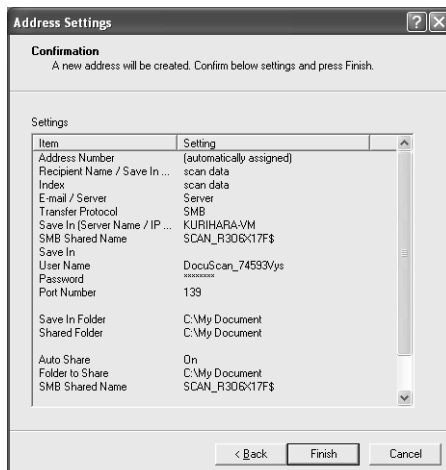 Address Settings
Confirmation
A new address will be created. Confirm below settings and press Finish.
Settings
Item Setting
Address Number (automatically assigned)
Recipient Name / Save In ... scan data
Index scan data
E-mail / Server Server
Transfer Protocol SMB
Save In (Server Name / IP ... KURIHARA-VM
SMB Shared Name SCAN_R3O6X17F$
Save In
User Name DocuScan_74593Vys
Password ********
Port Number 139
Save In Folder C:\My Document
Shared Folder C:\My Document
Auto Share On
Folder to Share C:\My Document
SMB Shared Name SCAN_R3O6X17F$
< Back Finish Cancel